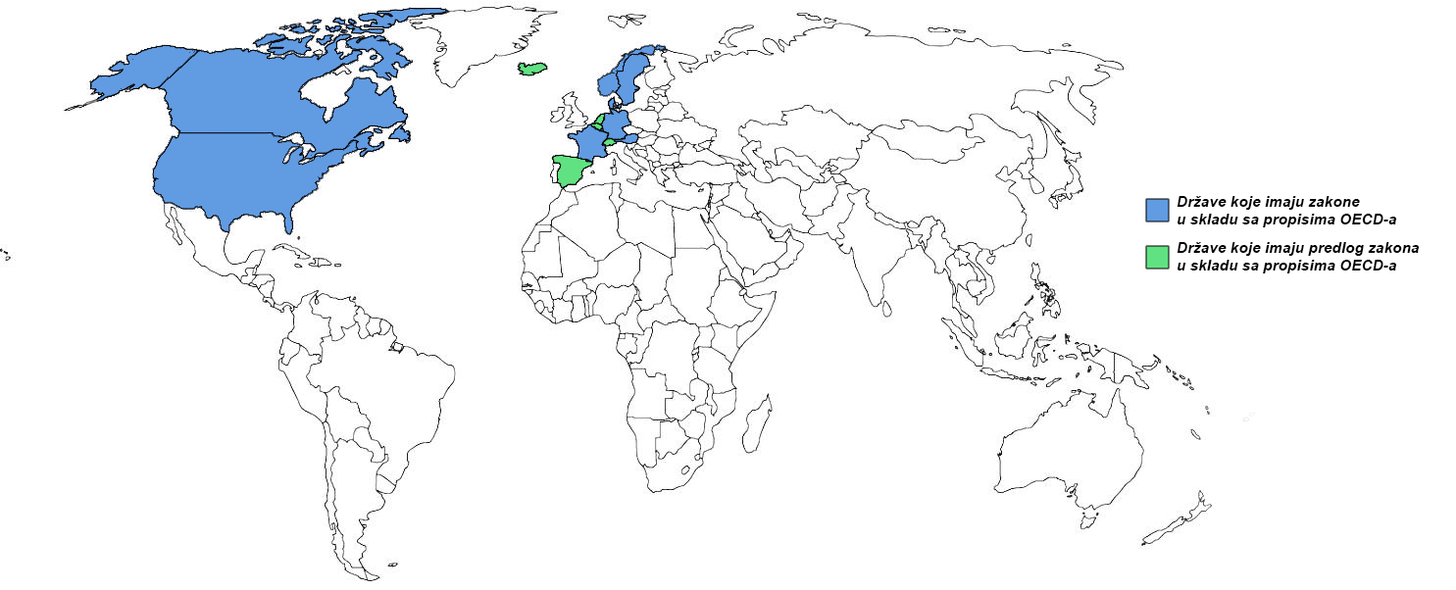 Države koje imaju zakone
u skladu sa propisima OECD-a
Države koje imaju predlog zakona
u skladu sa propisima OECD-a